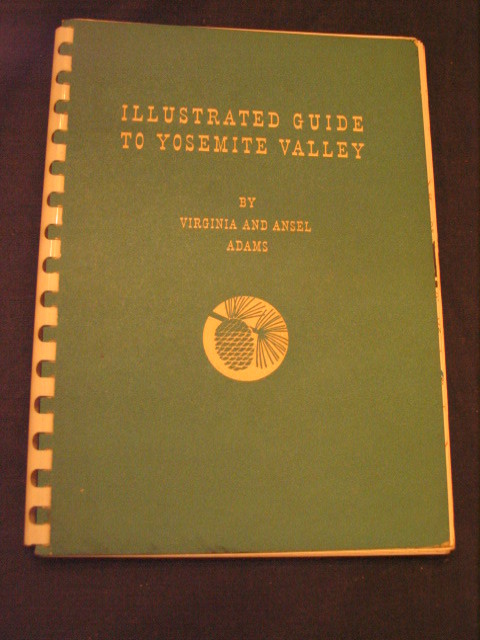 ILLUSTRATED GUIDE
TO YOSEMITE VALLEY
BY
VIRGINIA AND ANSEL
ADAMS